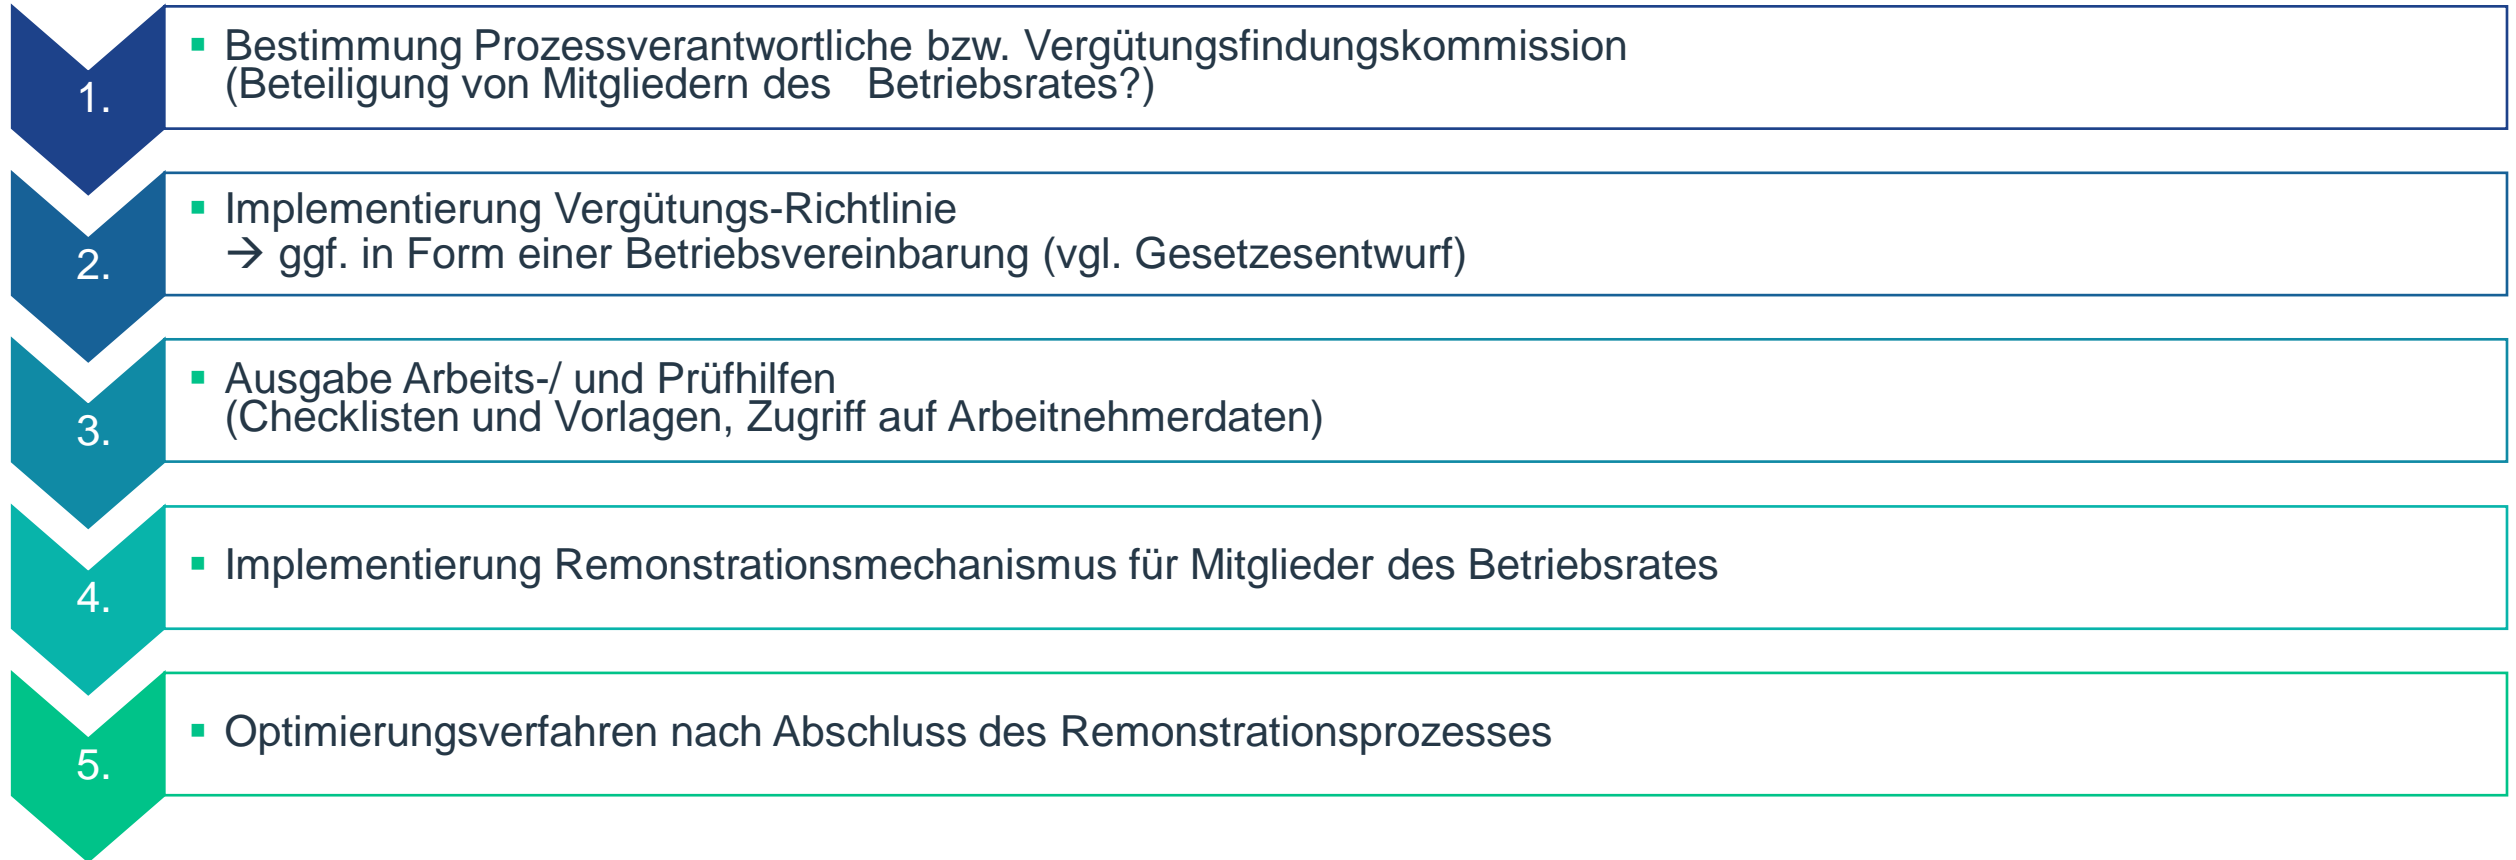 1.
▪ Bestimmung Prozessverantwortliche bzw. Vergütungsfindungskommission
(Beteiligung von Mitgliedern des   Betriebsrates?)
2.
▪ Implementierung Vergütungs-Richtlinie
→ ggf. in Form einer Betriebsvereinbarung (vgl. Gesetzesentwurf)
3.
▪ Ausgabe Arbeits-/ und Prüfhilfen
(Checklisten und Vorlagen, Zugriff auf Arbeitnehmerdaten)
4.
▪ Implementierung Remonstrationsmechanismus für Mitglieder des Betriebsrates
5.
▪ Optimierungsverfahren nach Abschluss des Remonstrationsprozesses